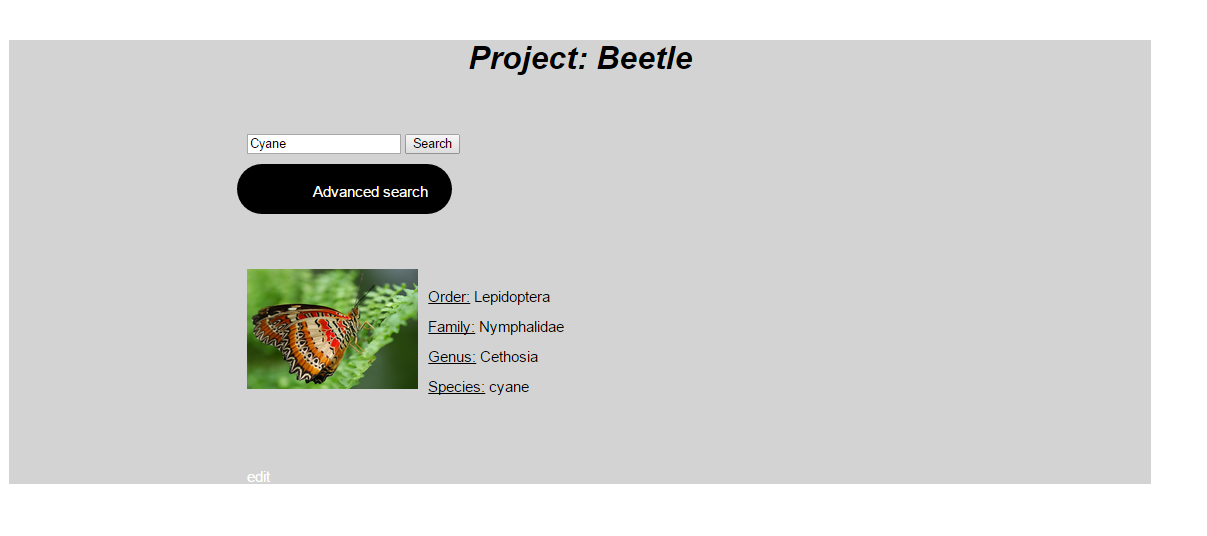 Project: Beetle
Cyane Search
Advanced search
Order: Lepidoptera
Family: Nymphalidae
Genus: Cethosia
Species: cyane
edit